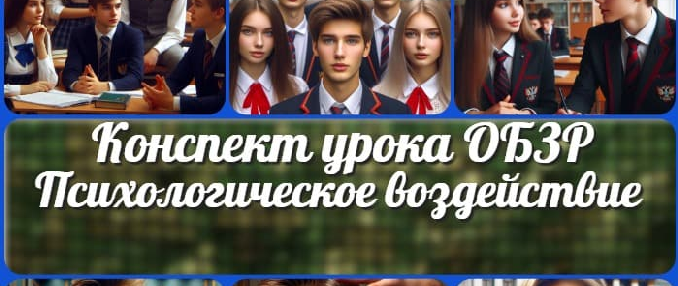 Конспект урока ОБЗР
Психологическое воздействие